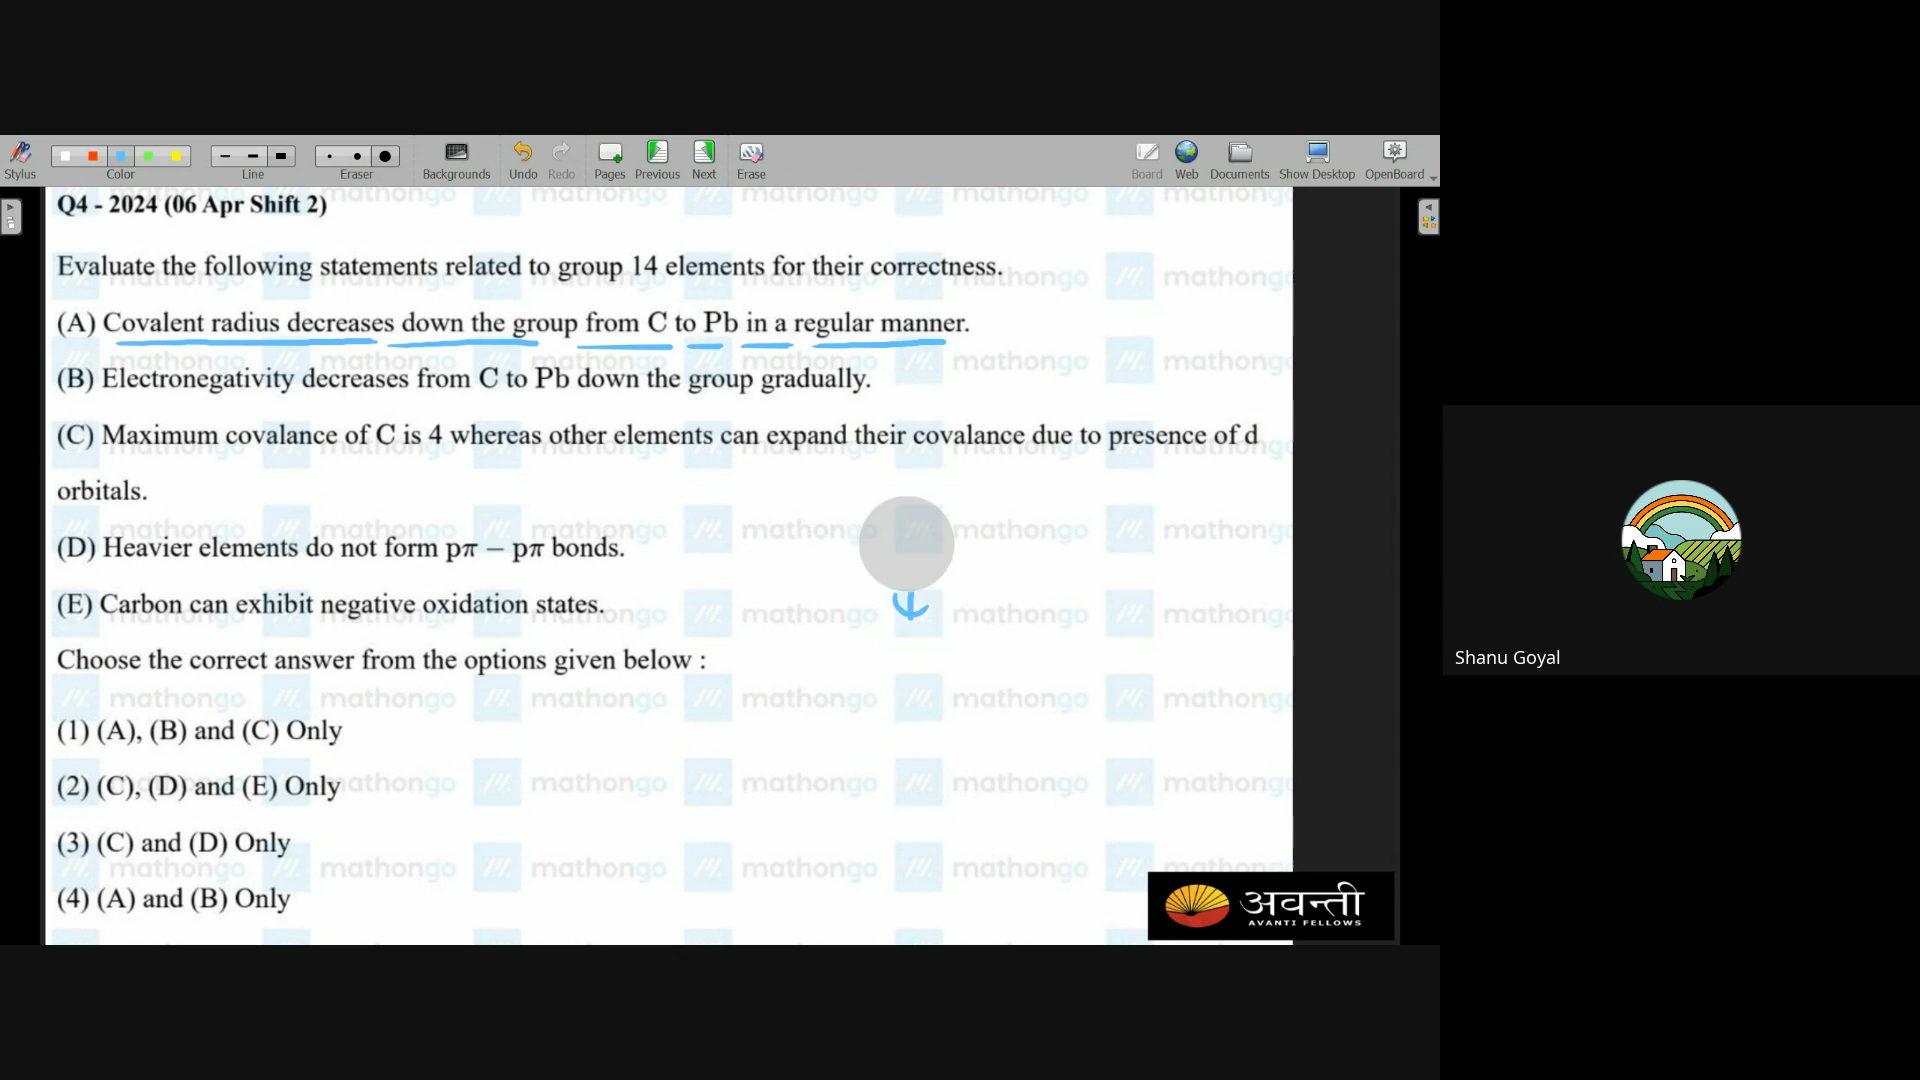 Stylus Color Line Eraser Backgrounds Undo Redo Pages Previous Next Erase Board Web Documents Show Desktop OpenBoard
Q4 - 2024 (06 Apr Shift 2)
Evaluate the following statements related to group 14 elements for their correctness.
(A) Covalent radius decreases down the group from C to Pb in a regular manner.
(B) Electronegativity decreases from C to Pb down the group gradually.
(C) Maximum covalance of C is 4 whereas other elements can expand their covalance due to presence of d
orbitals.
(D) Heavier elements do not form pπ − pπ bonds.
(E) Carbon can exhibit negative oxidation states.
Choose the correct answer from the options given below :
(1) (A), (B) and (C) Only
(2) (C), (D) and (E) Only
(3) (C) and (D) Only
(4) (A) and (B) Only
mathongo
अवन्ती
AVANTI FELLOWS
Shanu Goyal